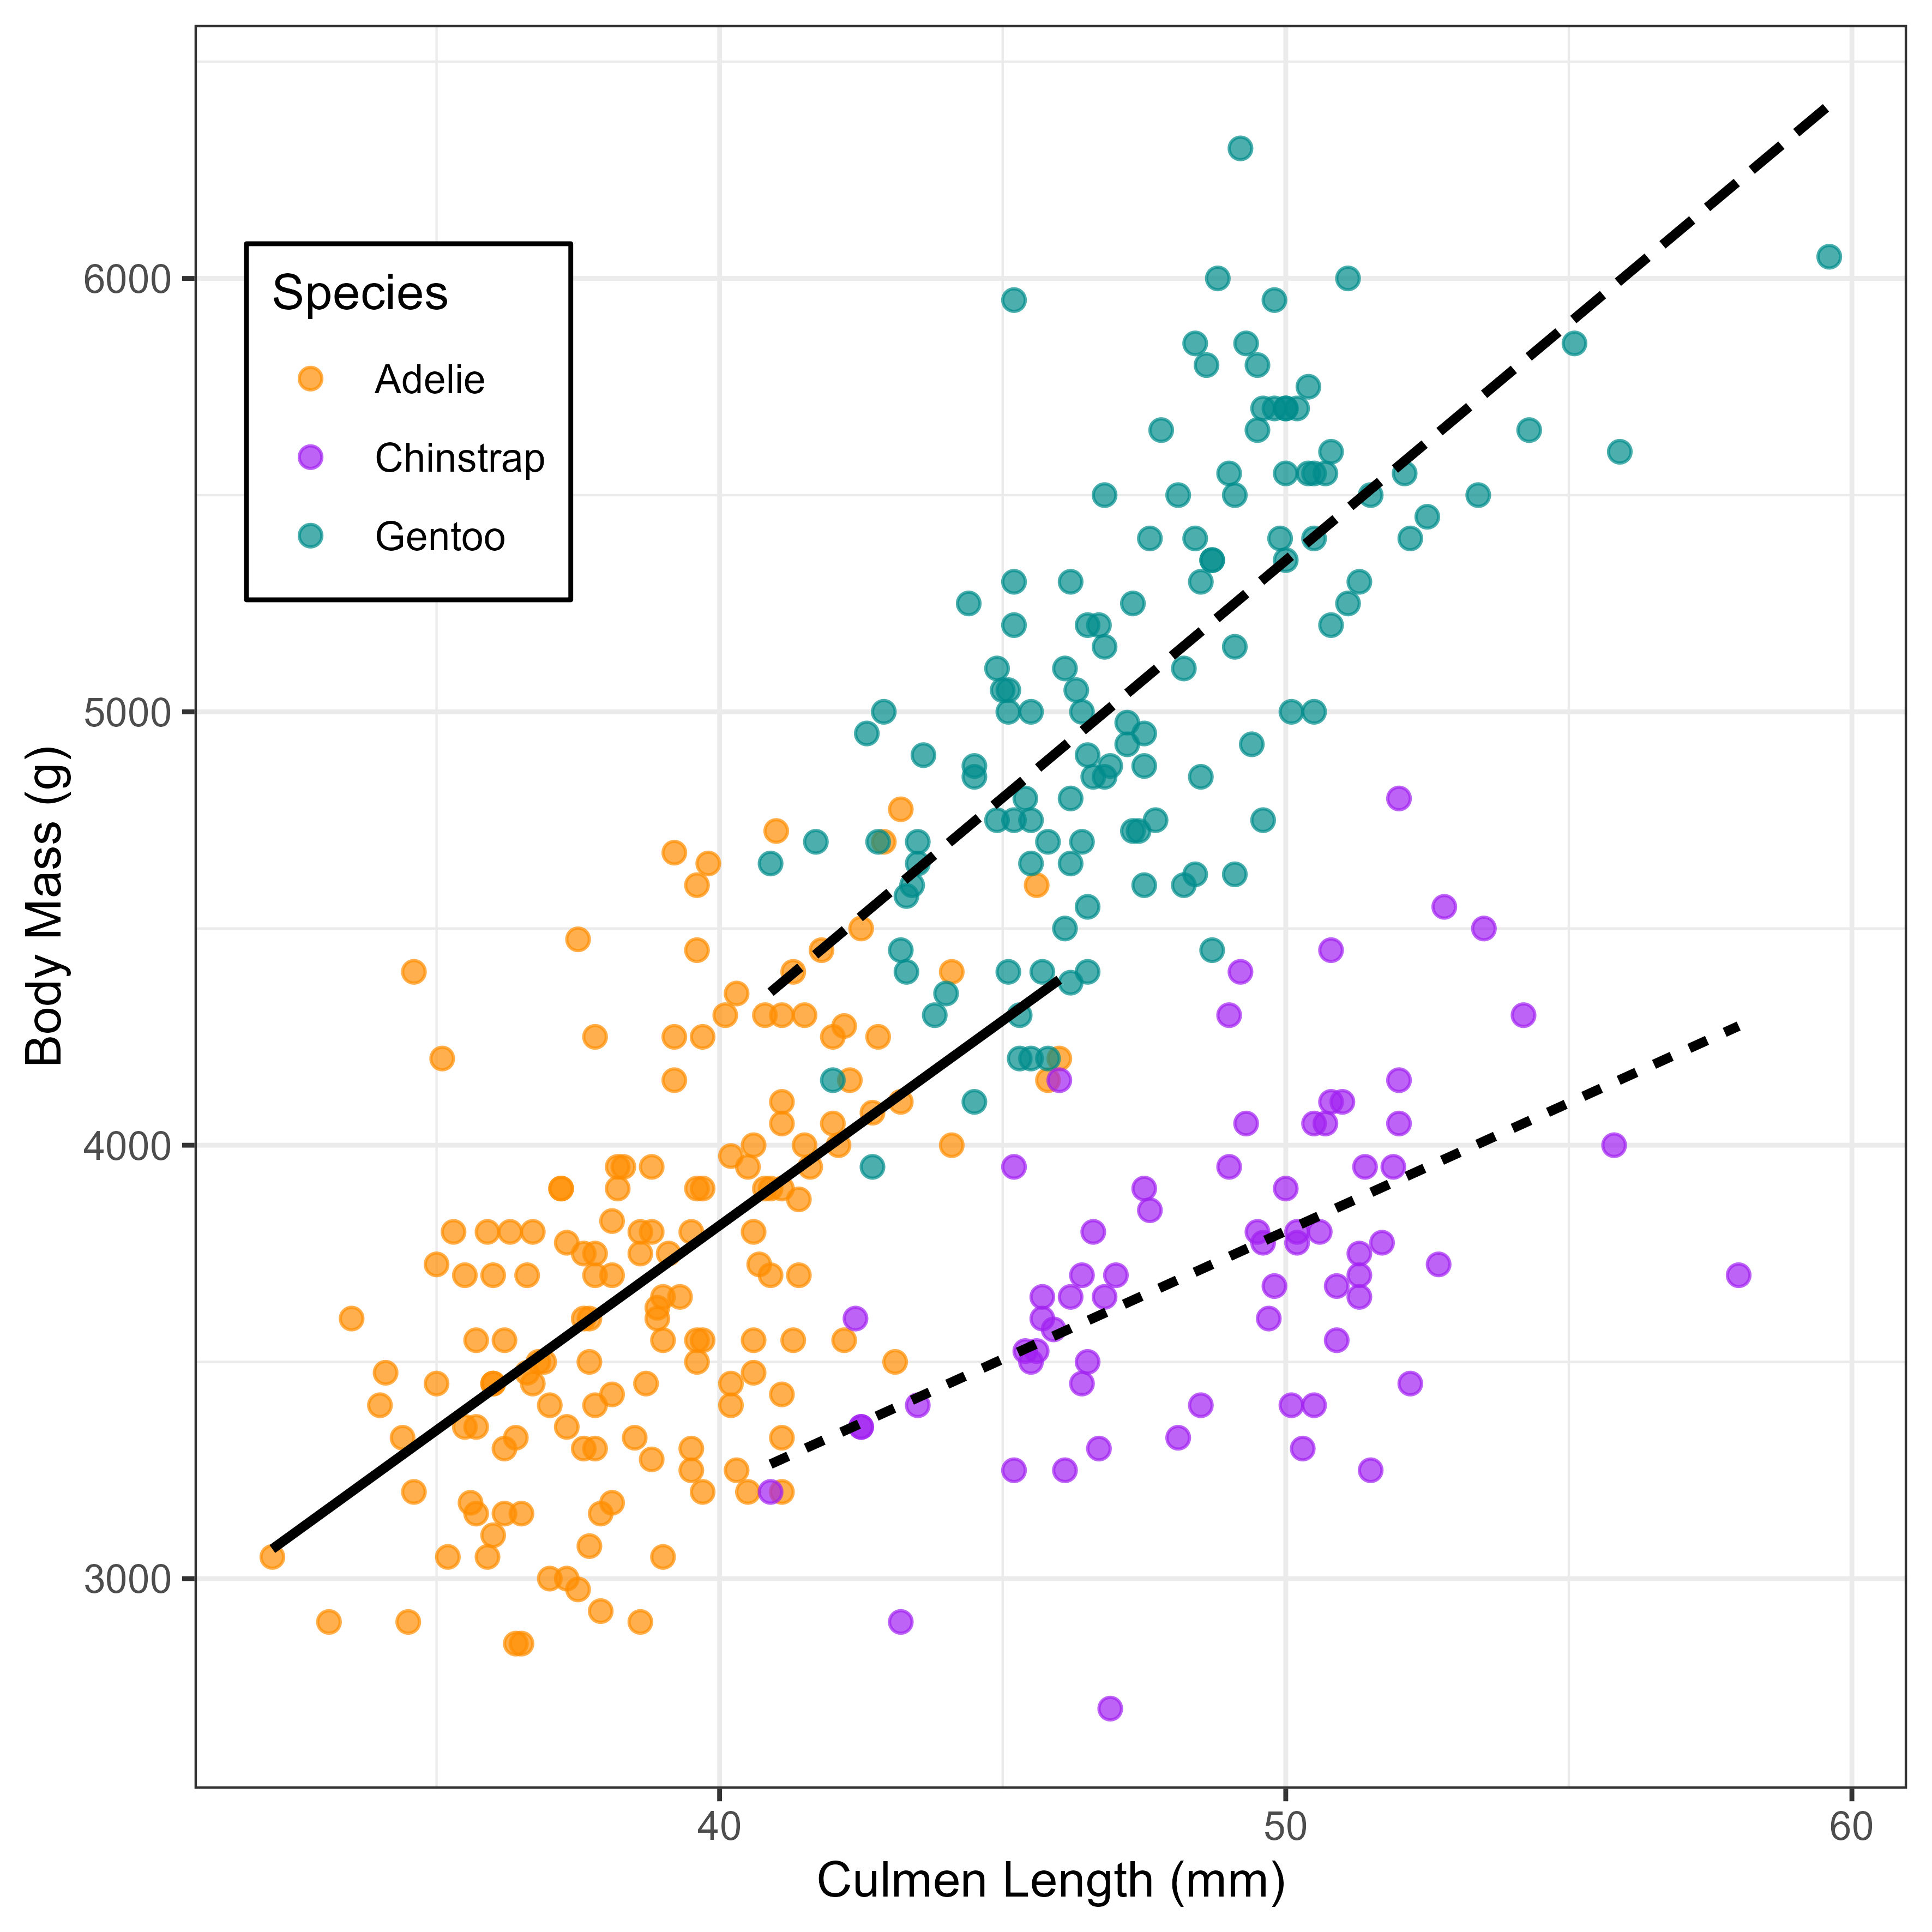 Species
Adelie
Chinstrap
Gentoo
6000
5000
4000
3000
Body Mass (g)
40
50
60
Culmen Length (mm)